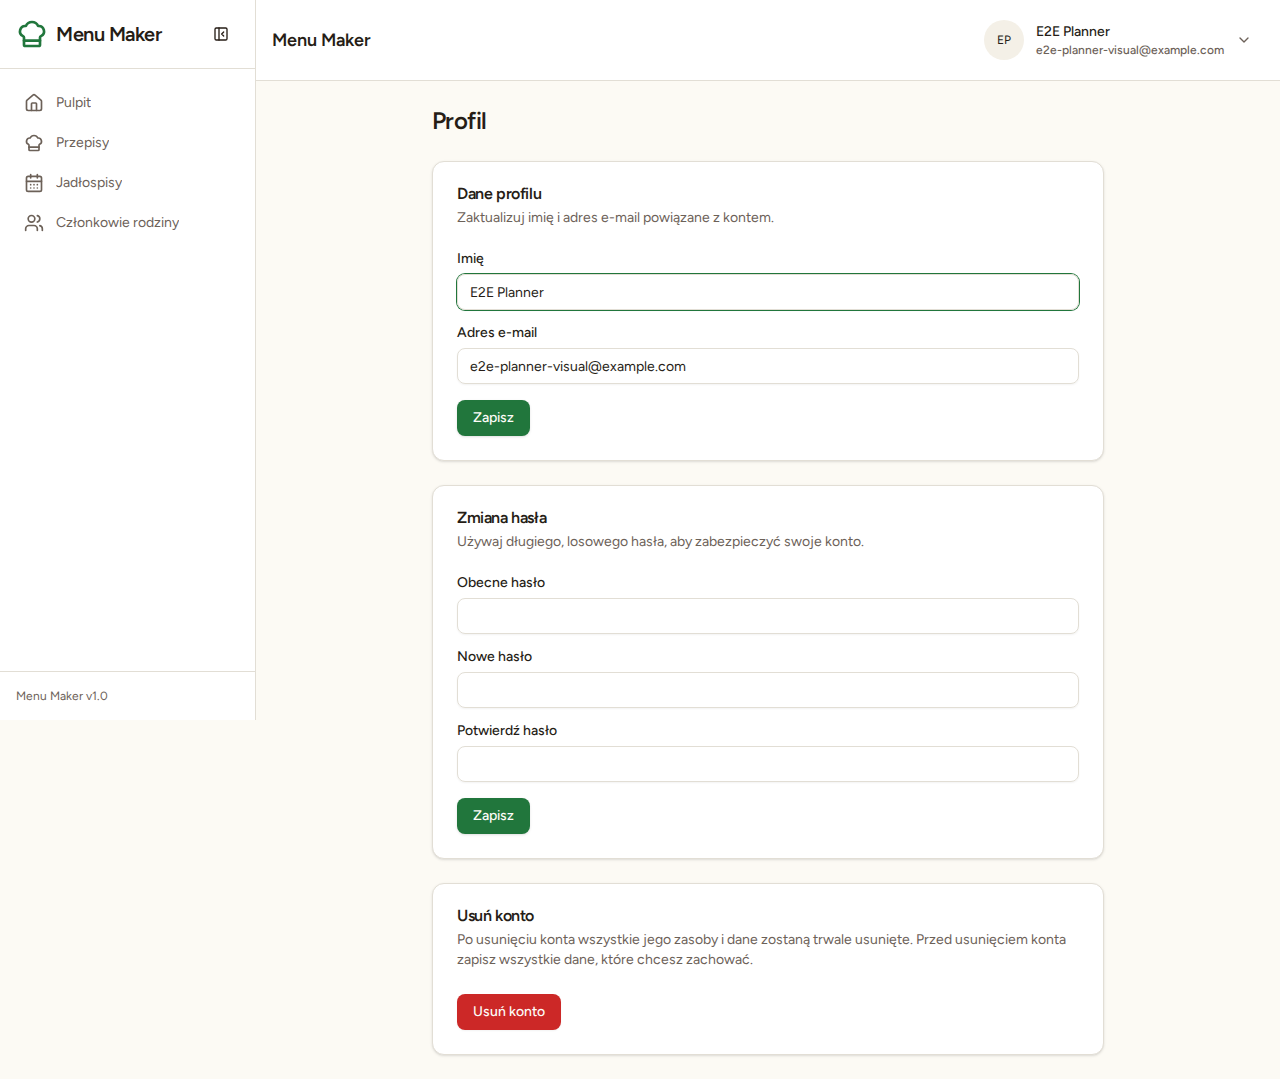 Menu Maker
Pulpit
Przepisy
Jadłospisy
Członkowie rodziny
Menu Maker v1.0
Menu Maker
EP
E2E Planner
e2e-planner-visual@example.com
Profil
Dane profilu
Zaktualizuj imię i adres e-mail powiązane z kontem.
Imię
E2E Planner
Adres e-mail
e2e-planner-visual@example.com
Zapisz
Zmiana hasła
Używaj długiego, losowego hasła, aby zabezpieczyć swoje konto.
Obecne hasło
Nowe hasło
Potwierdź hasło
Zapisz
Usuń konto
Po usunięciu konta wszystkie jego zasoby i dane zostaną trwale usunięte. Przed usunięciem konta
zapisz wszystkie dane, które chcesz zachować.
Usuń konto